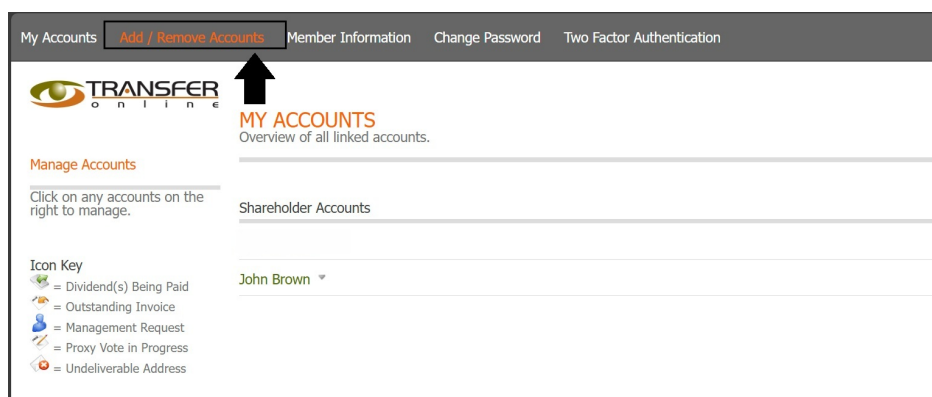 My Accounts Add / Remove Accounts Member Information Change Password Two Factor Authentication
TRANSFER
online
MY ACCOUNTS
Overview of all linked accounts.
Manage Accounts
Click on any accounts on the
right to manage.
Shareholder Accounts
Icon Key
= Dividend(s) Being Paid
= Outstanding Invoice
= Management Request
= Proxy Vote in Progress
= Undeliverable Address
John Brown